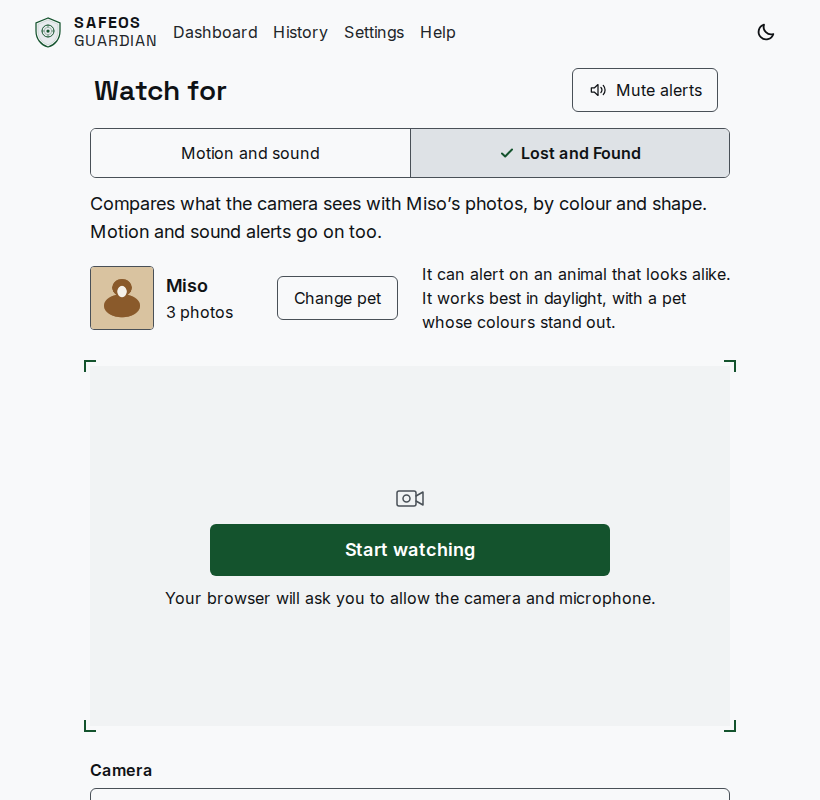 SAFEOS
GUARDIAN
Dashboard
History
Settings
Help
Watch for
Mute alerts
Motion and sound
Lost and Found
Compares what the camera sees with Miso’s photos, by colour and shape.
Motion and sound alerts go on too.
Miso
3 photos
Change pet
It can alert on an animal that looks alike.
It works best in daylight, with a pet
whose colours stand out.
Start watching
Your browser will ask you to allow the camera and microphone.
Camera